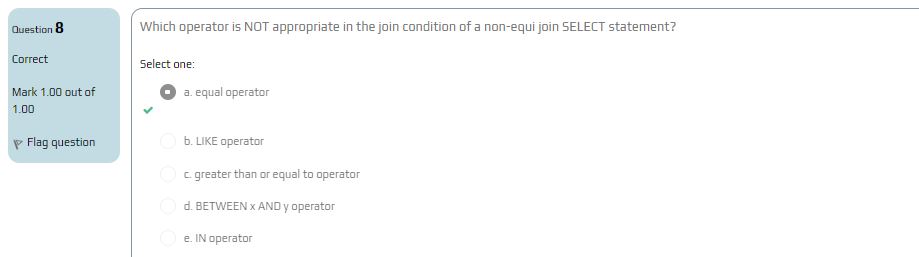 Question 8
Correct
Mark 1.00 out of
1.00
Flag question
Which operator is NOT appropriate in the join condition of a non-equi join SELECT statement?
Select one:
a. equal operator
b. LIKE operator
c. greater than or equal to operator
d. BETWEEN x AND y operator
e. IN operator